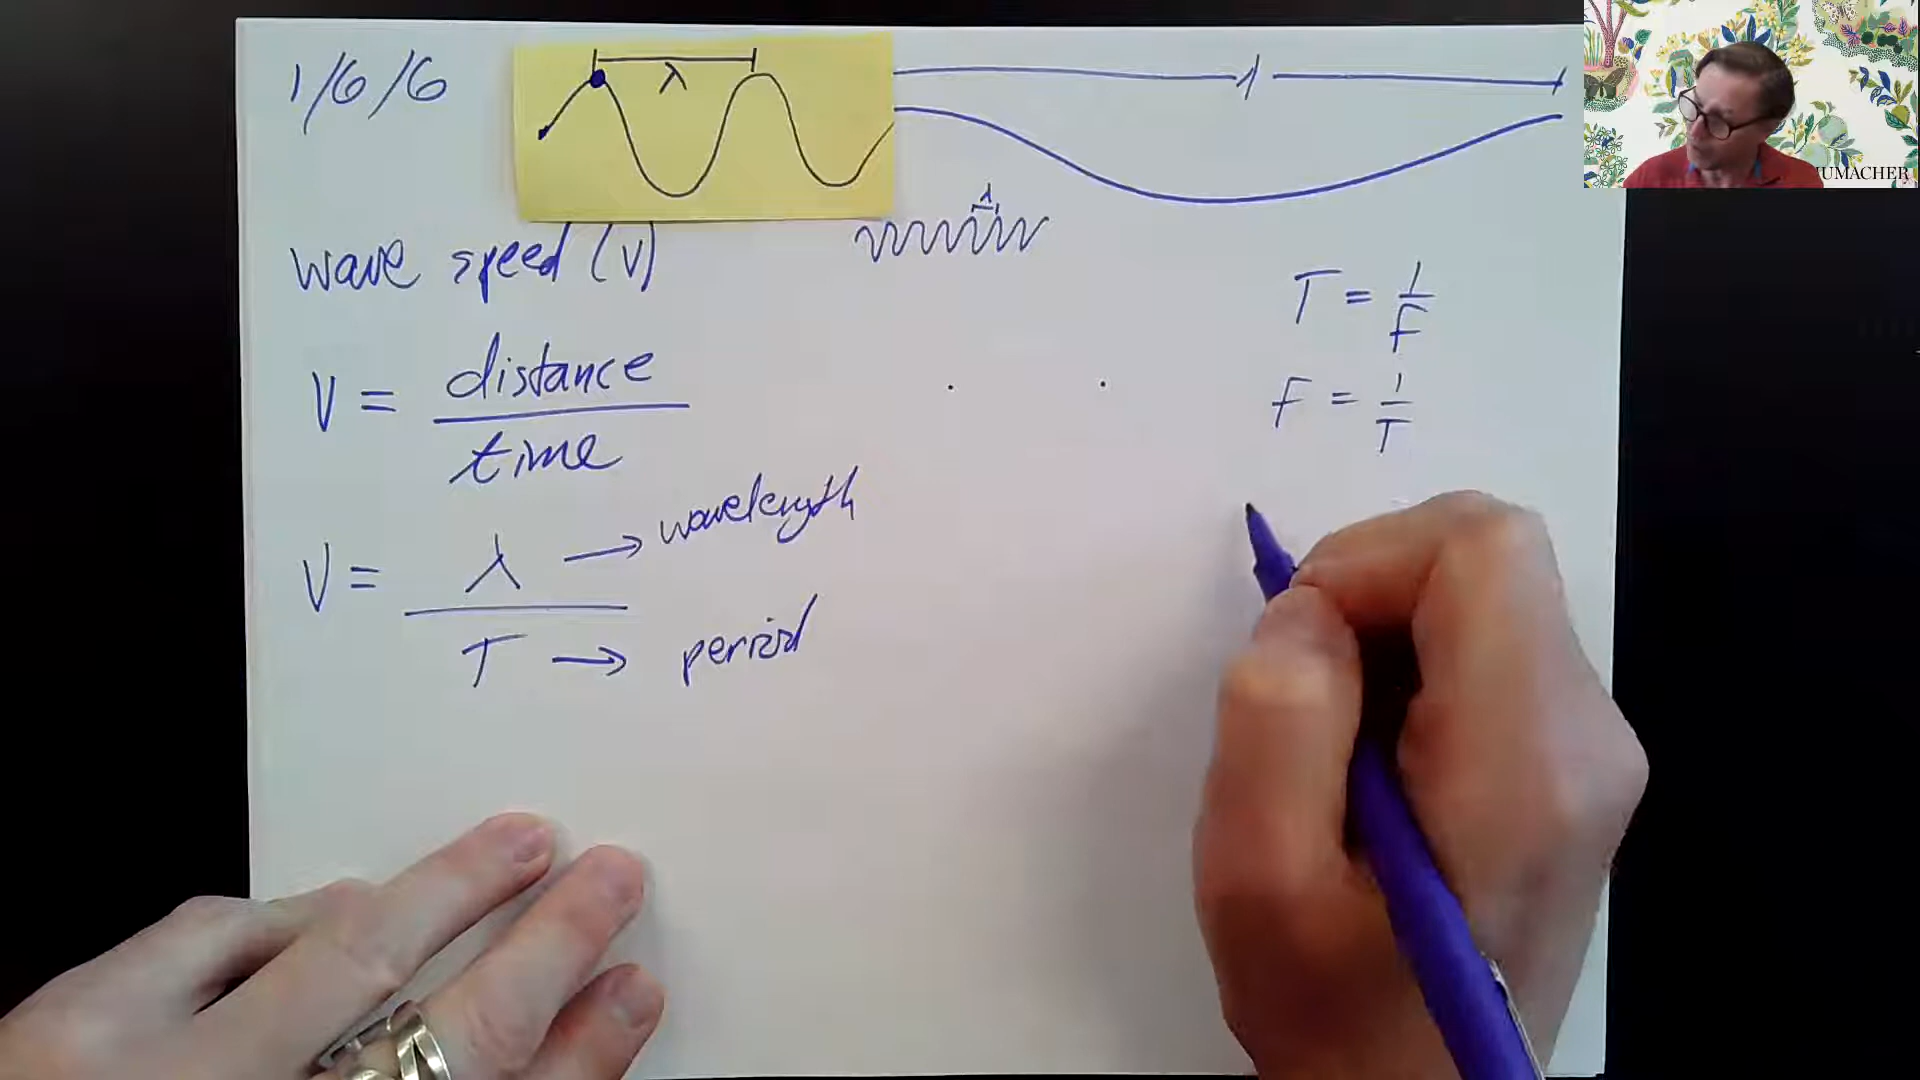 1/6/6
λ
λ
λ
UMACHER
wave speed (v)
T = 1/F
V = distance/time
F = 1/T
V = λ/T
→ wavelength
→ period